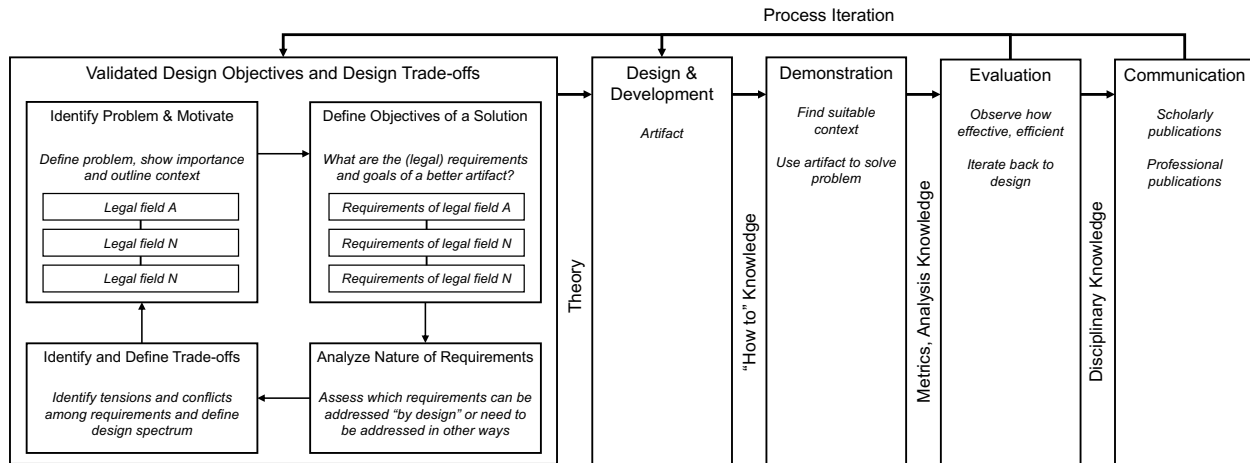 Process Iteration
Validated Design Objectives and Design Trade-offs
Identify Problem & Motivate
Define problem, show importance
and outline context
Legal field A
Legal field N
Legal field N
Define Objectives of a Solution
What are the (legal) requirements
and goals of a better artifact?
Requirements of legal field A
Requirements of legal field N
Requirements of legal field N
Identify and Define Trade-offs
Identify tensions and conflicts
among requirements and define
design spectrum
Analyze Nature of Requirements
Assess which requirements can be
addressed “by design” or need to
be addressed in other ways
Theory
Design &
Development
Artifact
“How to” Knowledge
Demonstration
Find suitable
context
Use artifact to solve
problem
Metrics, Analysis Knowledge
Evaluation
Observe how
effective, efficient
Iterate back to
design
Disciplinary Knowledge
Communication
Scholarly
publications
Professional
publications